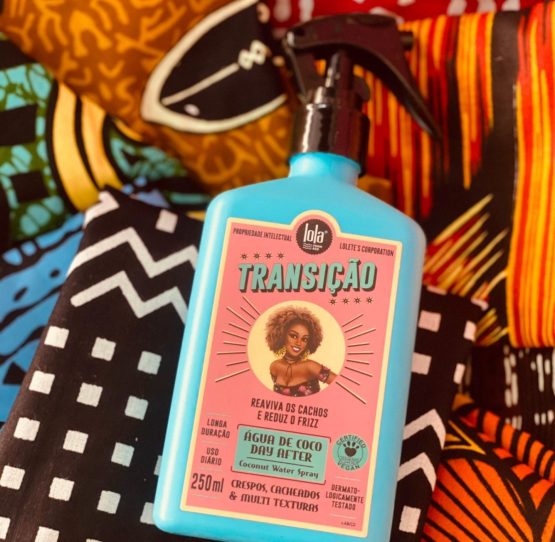 PROPRIEDADE INTELECTUAL
lola
LOLETE'S CORPORATION
TRANSIÇÃO
REAVIVA OS CACHOS
E REDUZ O FRIZZ
LONGA
DURAÇÃO
USO
DIÁRIO
250ml
ÁGUA DE COCO
DAY AFTER
Coconut Water Spray
CRESPOS, CACHEADOS
& MULTI TEXTURAS
CERTIFIED
VEGAN
DERMATO-
LOGICAMENTE
TESTADO